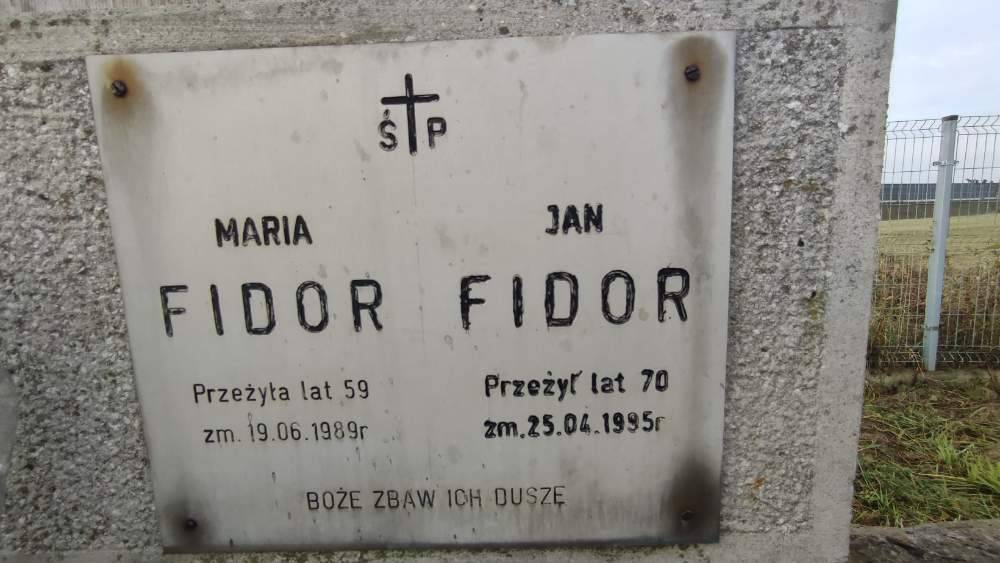 Ś P
MARIA
FIDOR
Przeżyła lat 59
zm. 19.06.1989r
JAN
FIDOR
Przeżył lat 70
zm. 25.04.1995r
BOŻE ZBAW ICH DUSZE